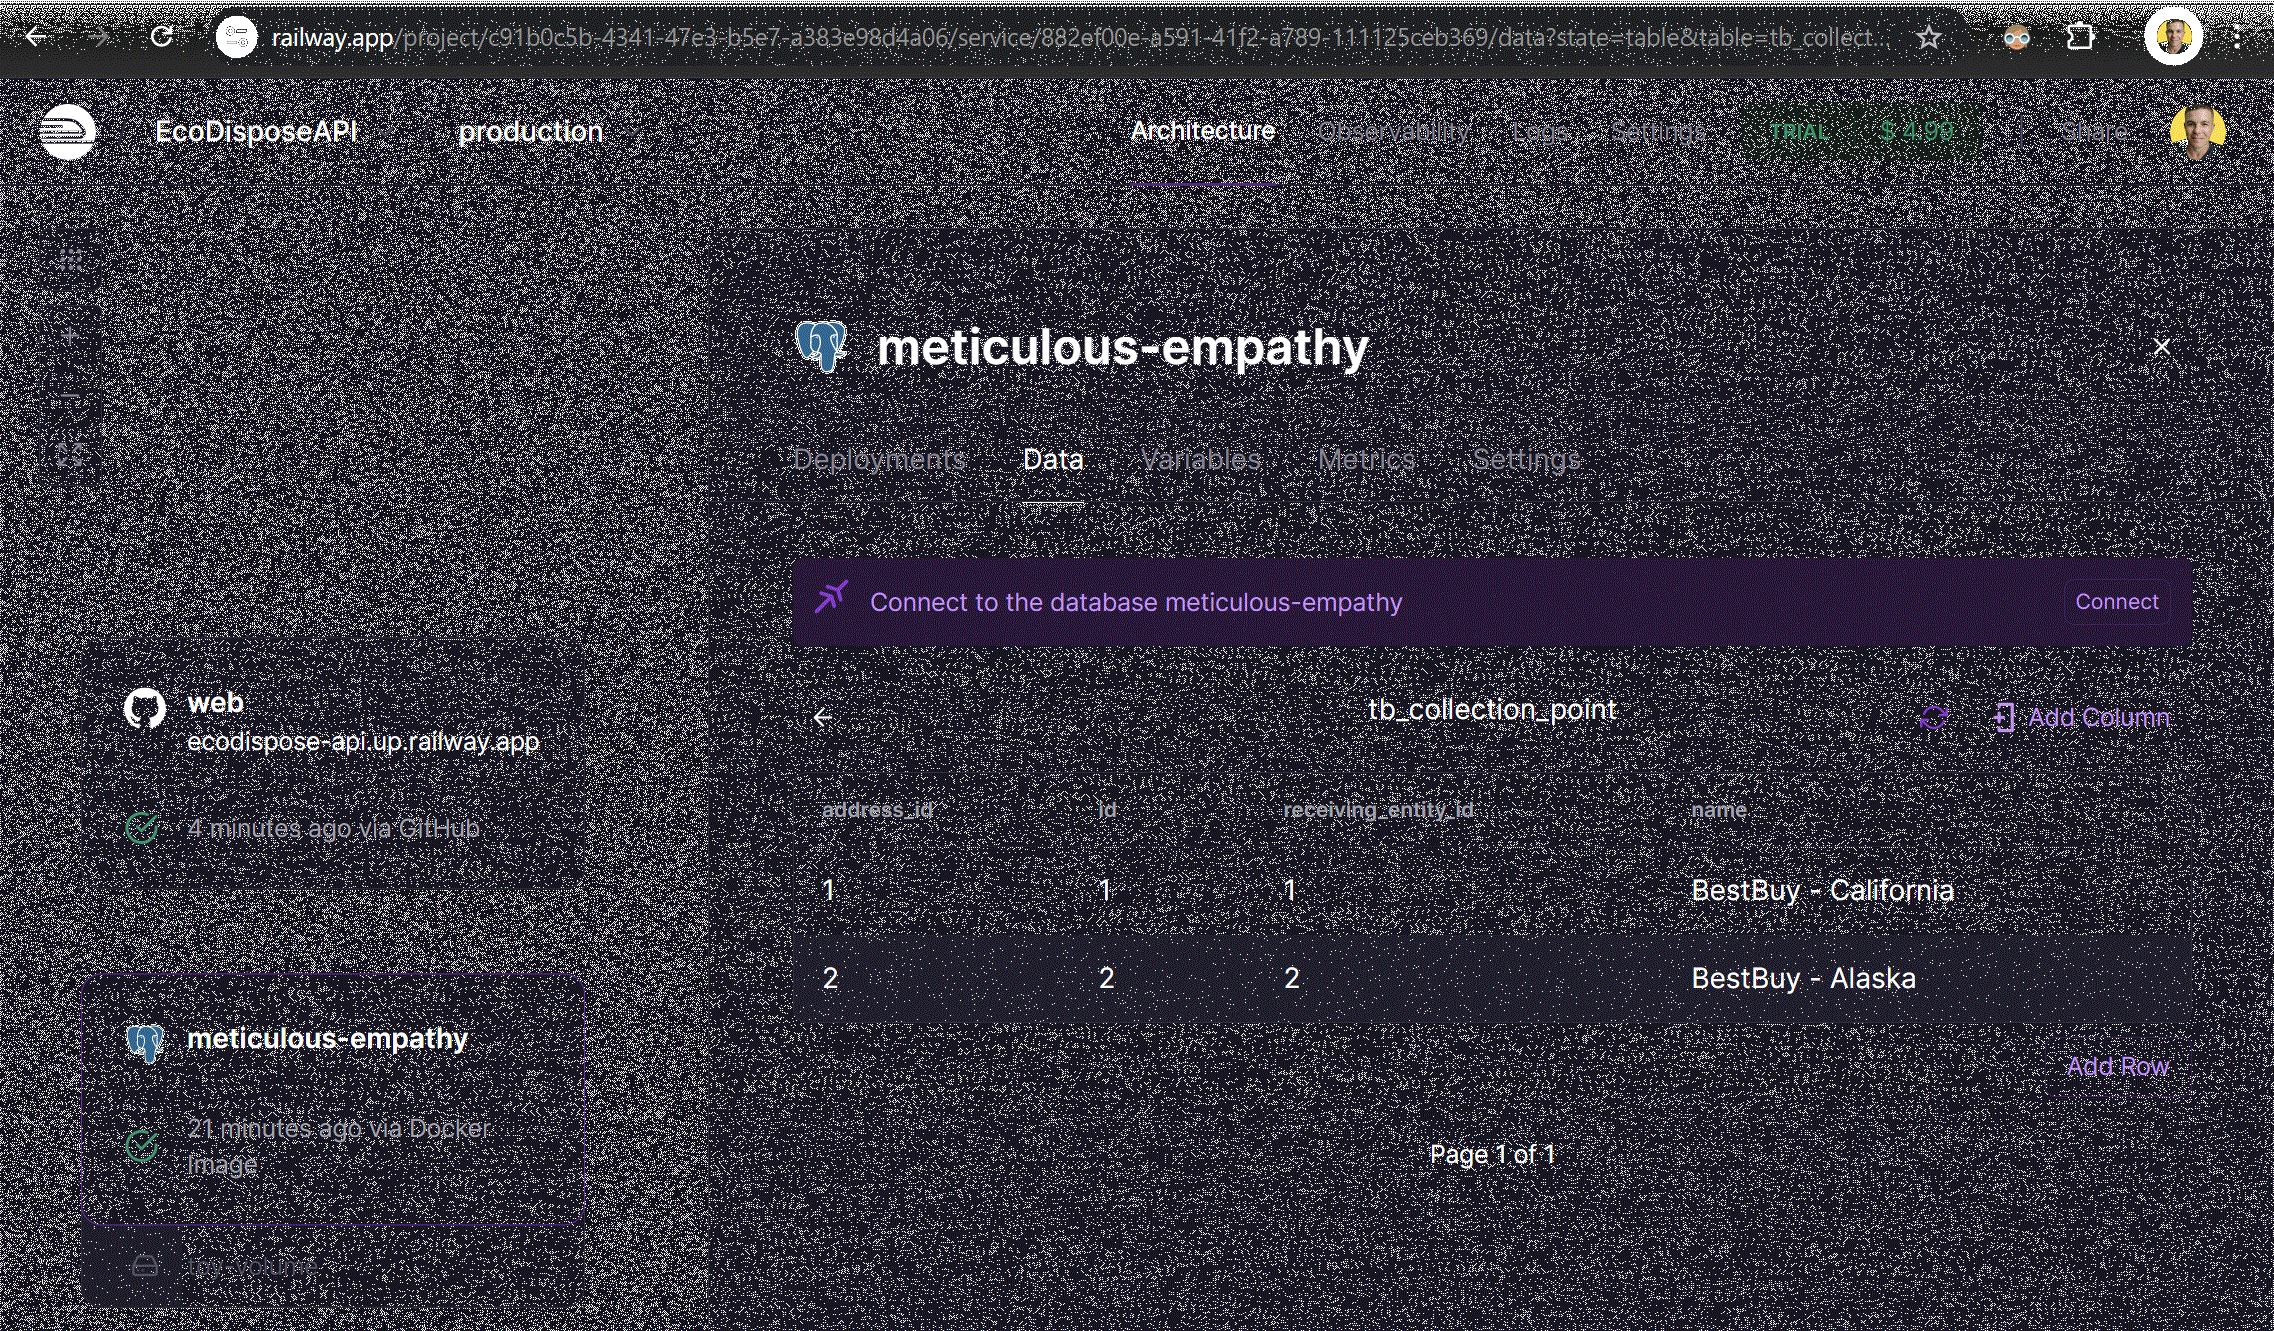 railway.app/project/c91b0c5b-4341-47e3-b5e7-a383e98d4a06/service/882ef00e-a591-41f2-a789-111125ceb369/data?state=table&table=tb_collect...
EcoDisposeAPI production Architecture Observability Logs Settings TRIAL $ 4.99 Share
meticulous-empathy
Deployments Data Variables Metrics Settings
Connect to the database meticulous-empathy Connect
tb_collection_point Add Column
address_id id receiving_entity_id name
1 1 1 BestBuy - California
2 2 2 BestBuy - Alaska
Add Row
Page 1 of 1
web
ecodispose-api.up.railway.app
4 minutes ago via GitHub
meticulous-empathy
21 minutes ago via Docker
Image